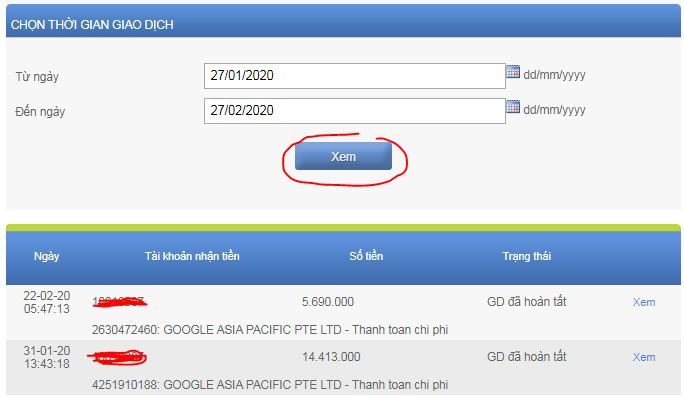 CHỌN THỜI GIAN GIAO DỊCH
Từ ngày 27/01/2020 dd/mm/yyyy
Đến ngày 27/02/2020 dd/mm/yyyy
Xem
Ngày Tài khoản nhận tiền Số tiền Trạng thái
22-02-20 5.690.000 GD đã hoàn tất Xem
05:47:13
2630472460: GOOGLE ASIA PACIFIC PTE LTD - Thanh toan chi phi
31-01-20 14.413.000 GD đã hoàn tất Xem
13:43:18
4251910188: GOOGLE ASIA PACIFIC PTE LTD - Thanh toan chi phi